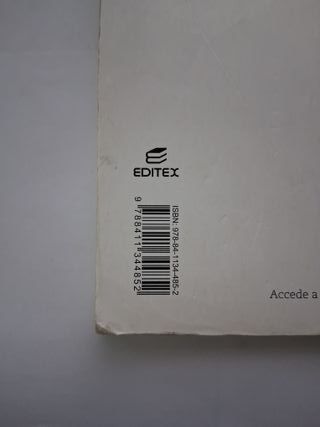 EDITEX
ISBN: 978-84-1134-485-2
9 788411 344852
Accede a